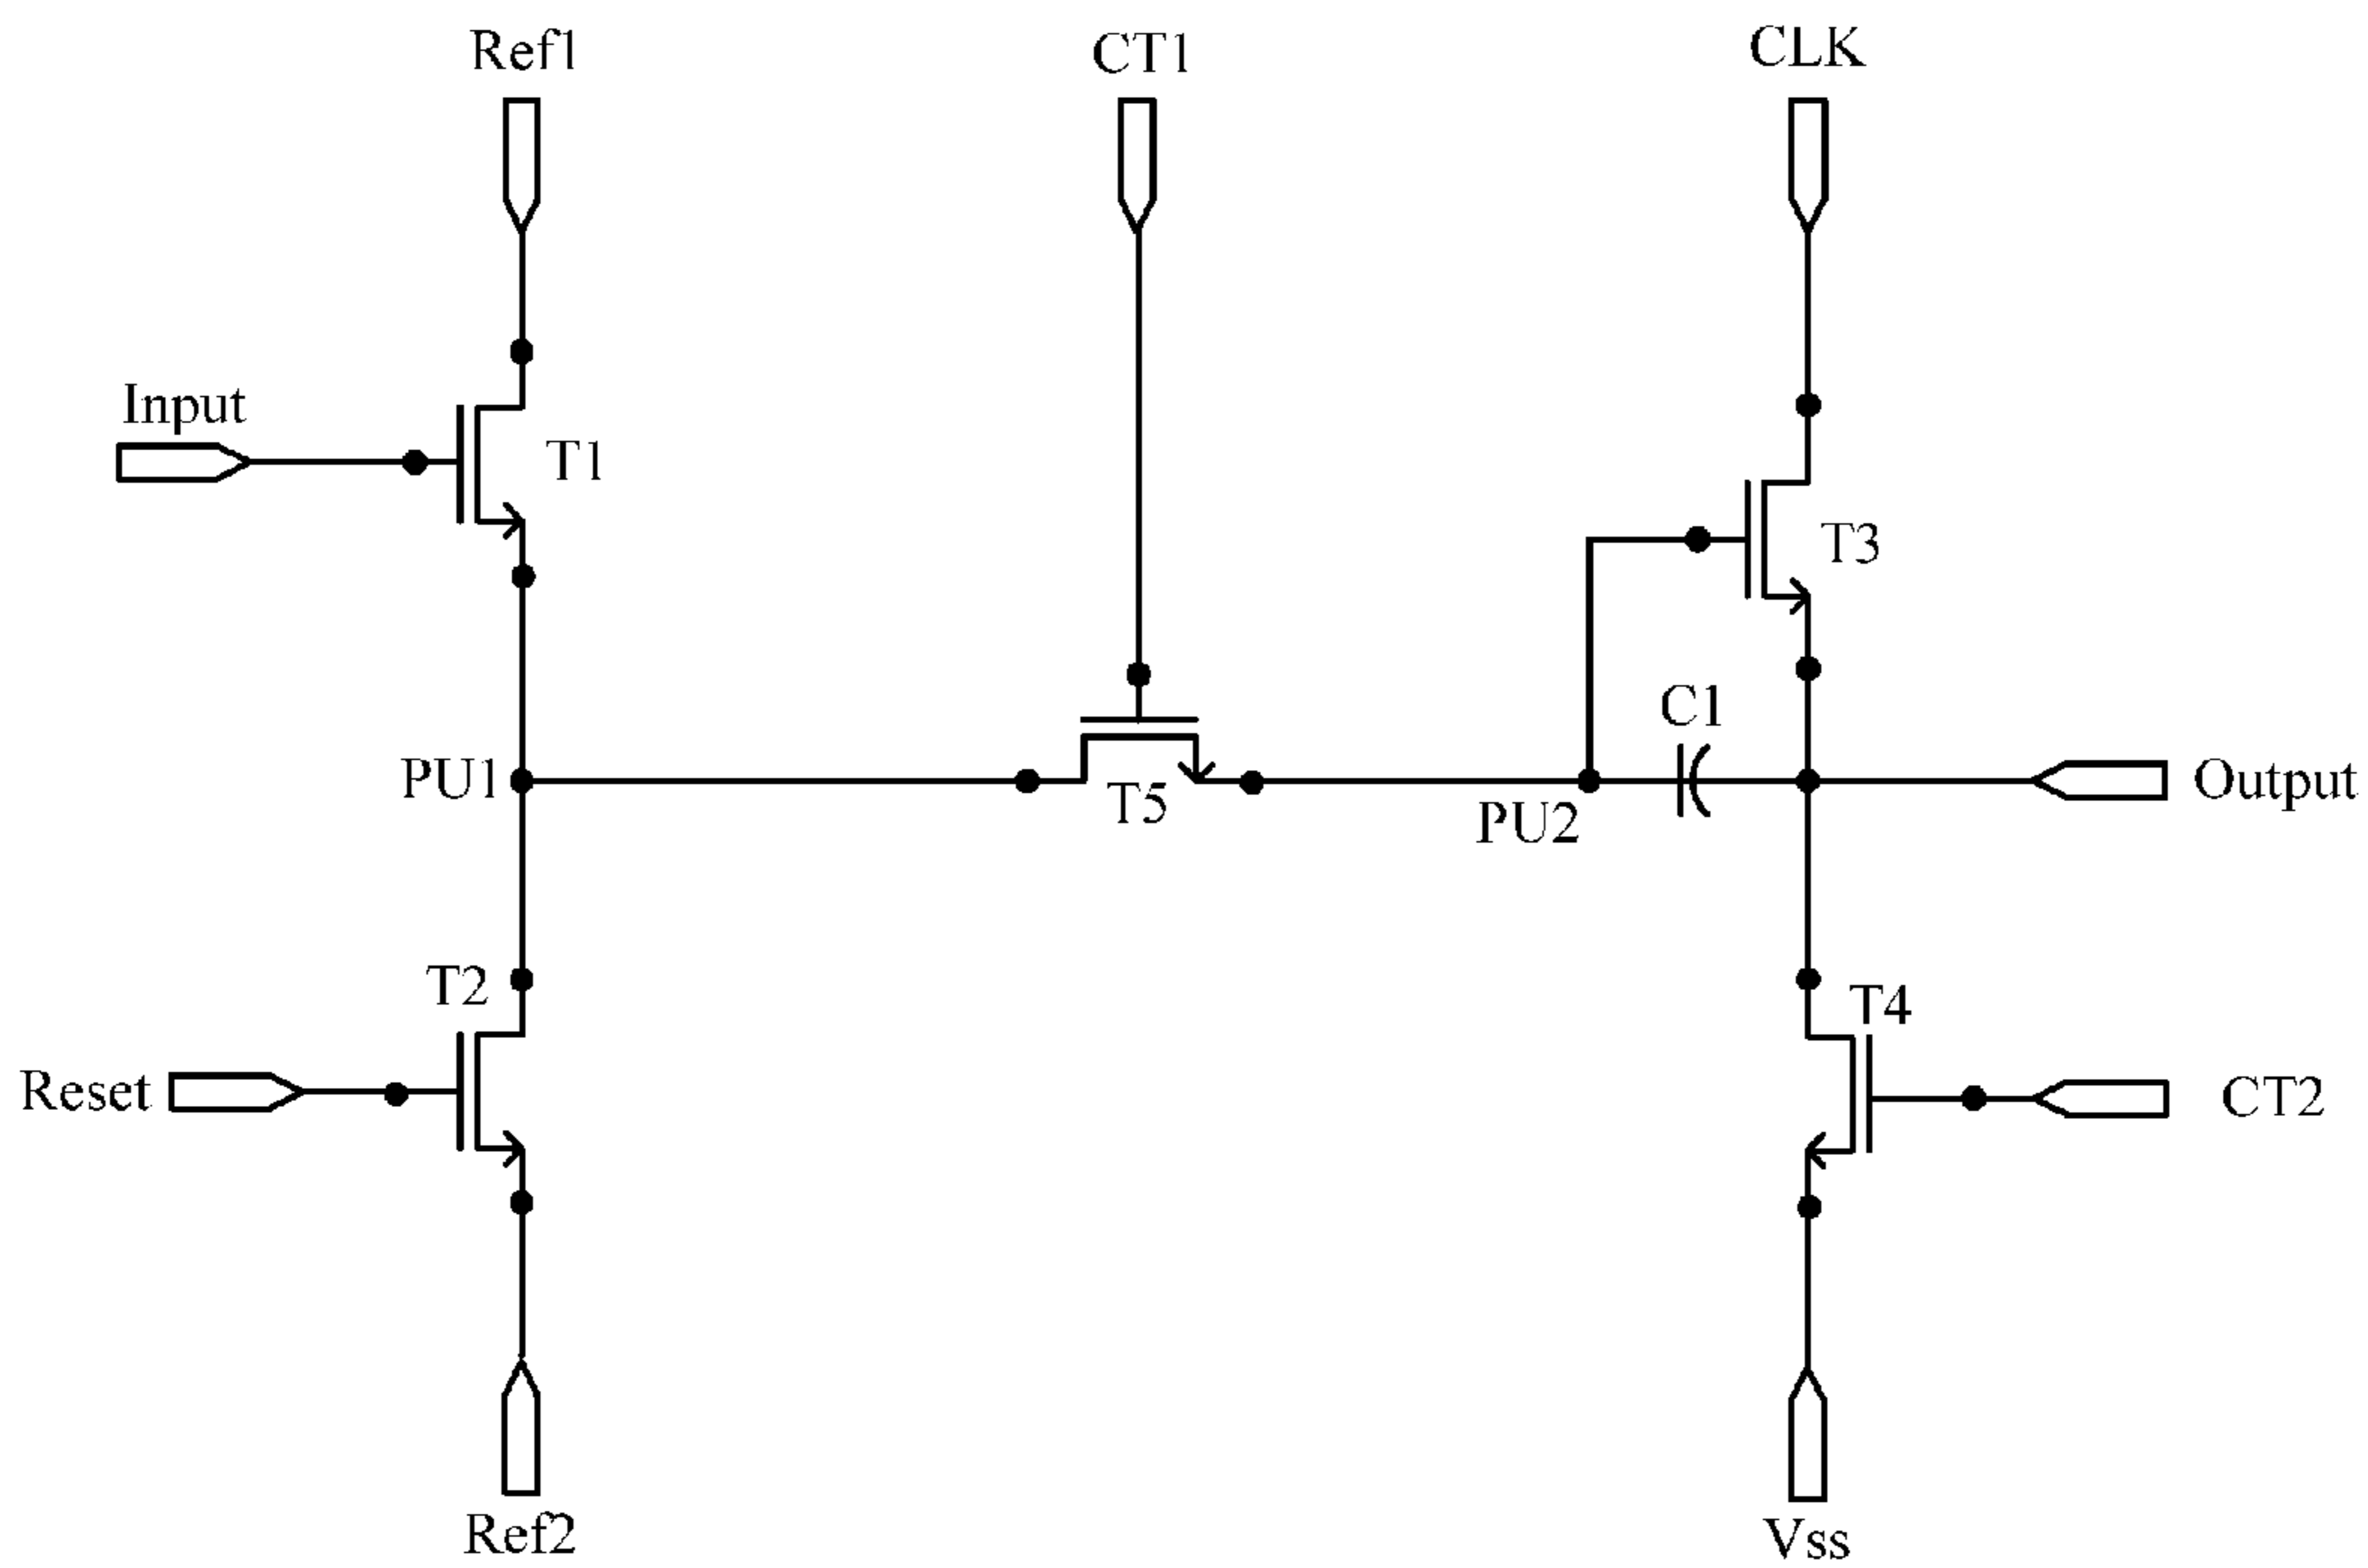 Ref1
CT1
CLK
Input
T1
T3
C1
PU1
T5
PU2
Output
T2
T4
Reset
CT2
Ref2
Vss